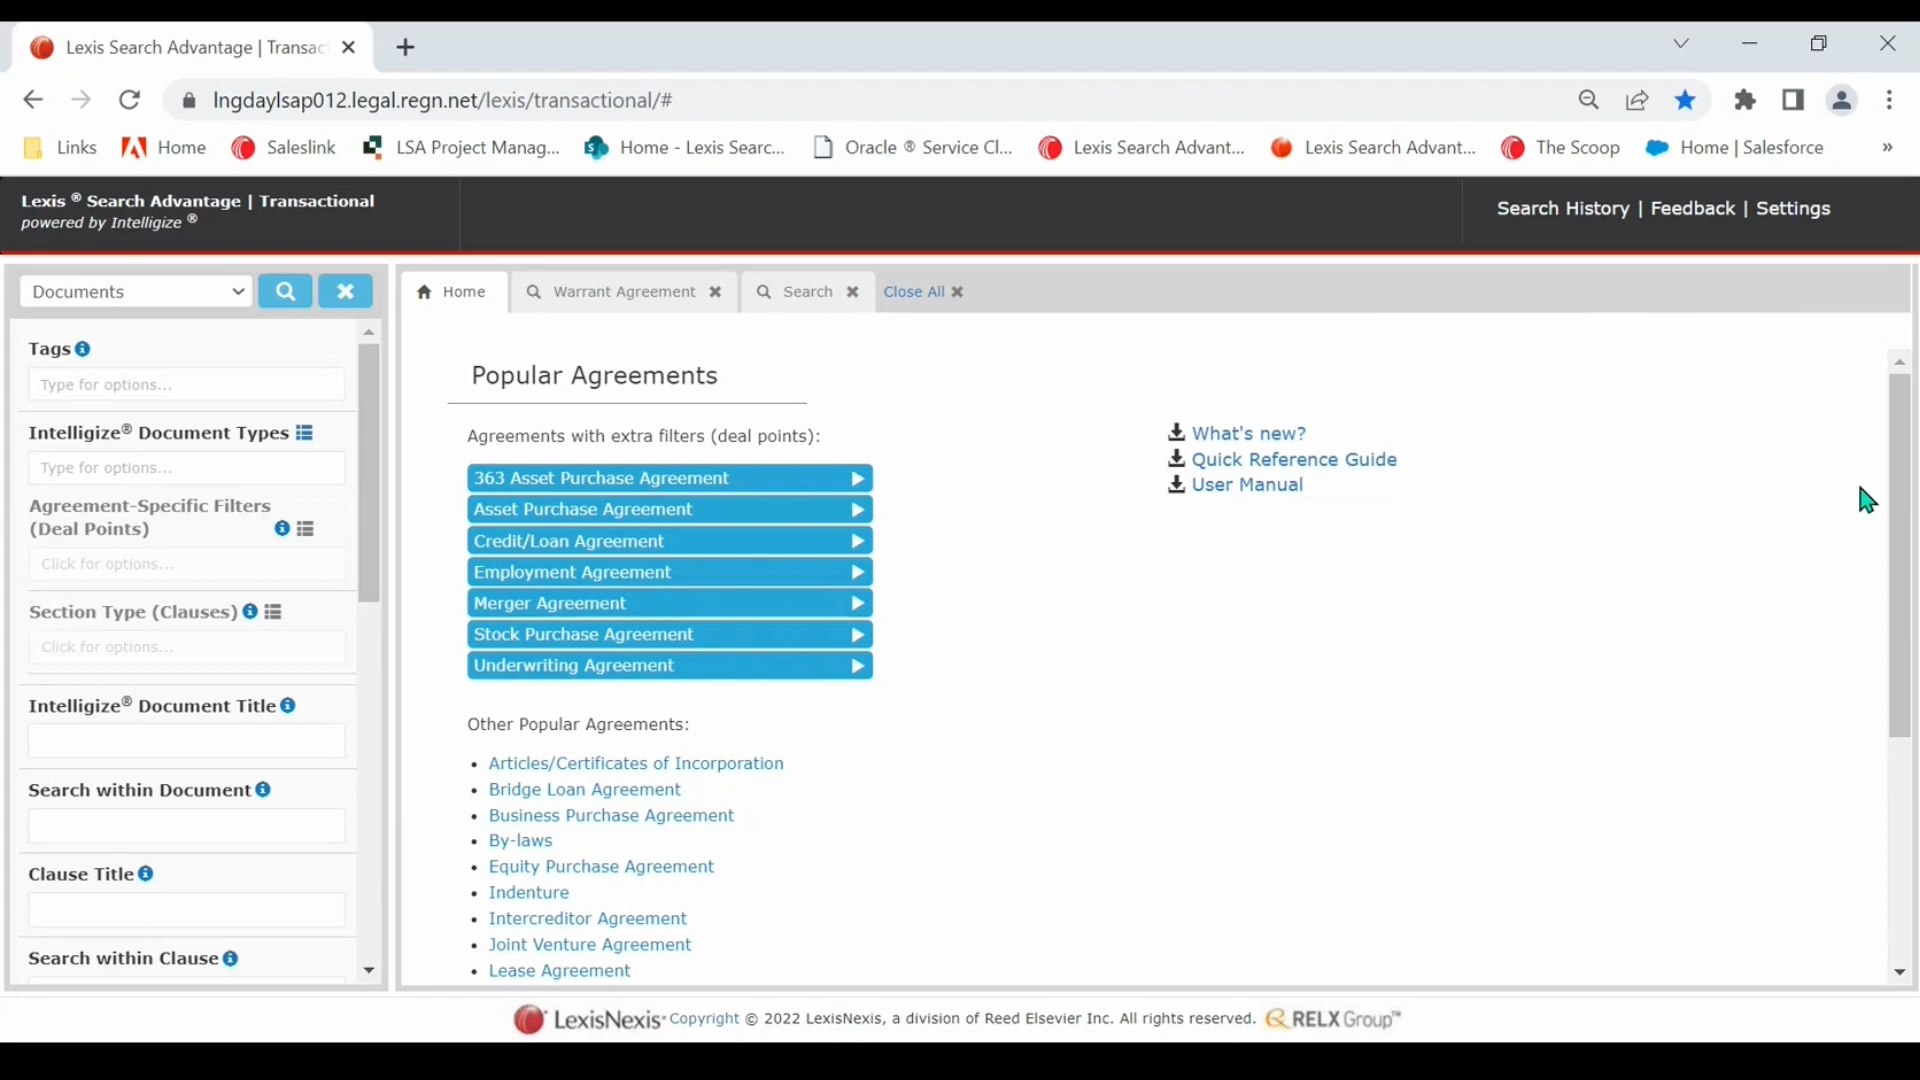 Lexis Search Advantage | Transac
lngdaylsap012.legal.regn.net/lexis/transactional/#
Links Home Saleslink LSA Project Manag... Home - Lexis Searc... Oracle ® Service Cl... Lexis Search Advant... Lexis Search Advant... The Scoop Home | Salesforce »
Lexis ® Search Advantage | Transactional
powered by Intelligize ®
Search History | Feedback | Settings
Documents
Home Warrant Agreement Search Close All
Tags
Type for options...
Intelligize® Document Types
Type for options...
Agreement-Specific Filters
(Deal Points)
Click for options...
Section Type (Clauses)
Click for options...
Intelligize® Document Title
Search within Document
Clause Title
Search within Clause
Popular Agreements
Agreements with extra filters (deal points):
363 Asset Purchase Agreement
Asset Purchase Agreement
Credit/Loan Agreement
Employment Agreement
Merger Agreement
Stock Purchase Agreement
Underwriting Agreement
Other Popular Agreements:
• Articles/Certificates of Incorporation
• Bridge Loan Agreement
• Business Purchase Agreement
• By-laws
• Equity Purchase Agreement
• Indenture
• Intercreditor Agreement
• Joint Venture Agreement
• Lease Agreement
What's new?
Quick Reference Guide
User Manual
LexisNexis® Copyright © 2022 LexisNexis, a division of Reed Elsevier Inc. All rights reserved. RELX Group™